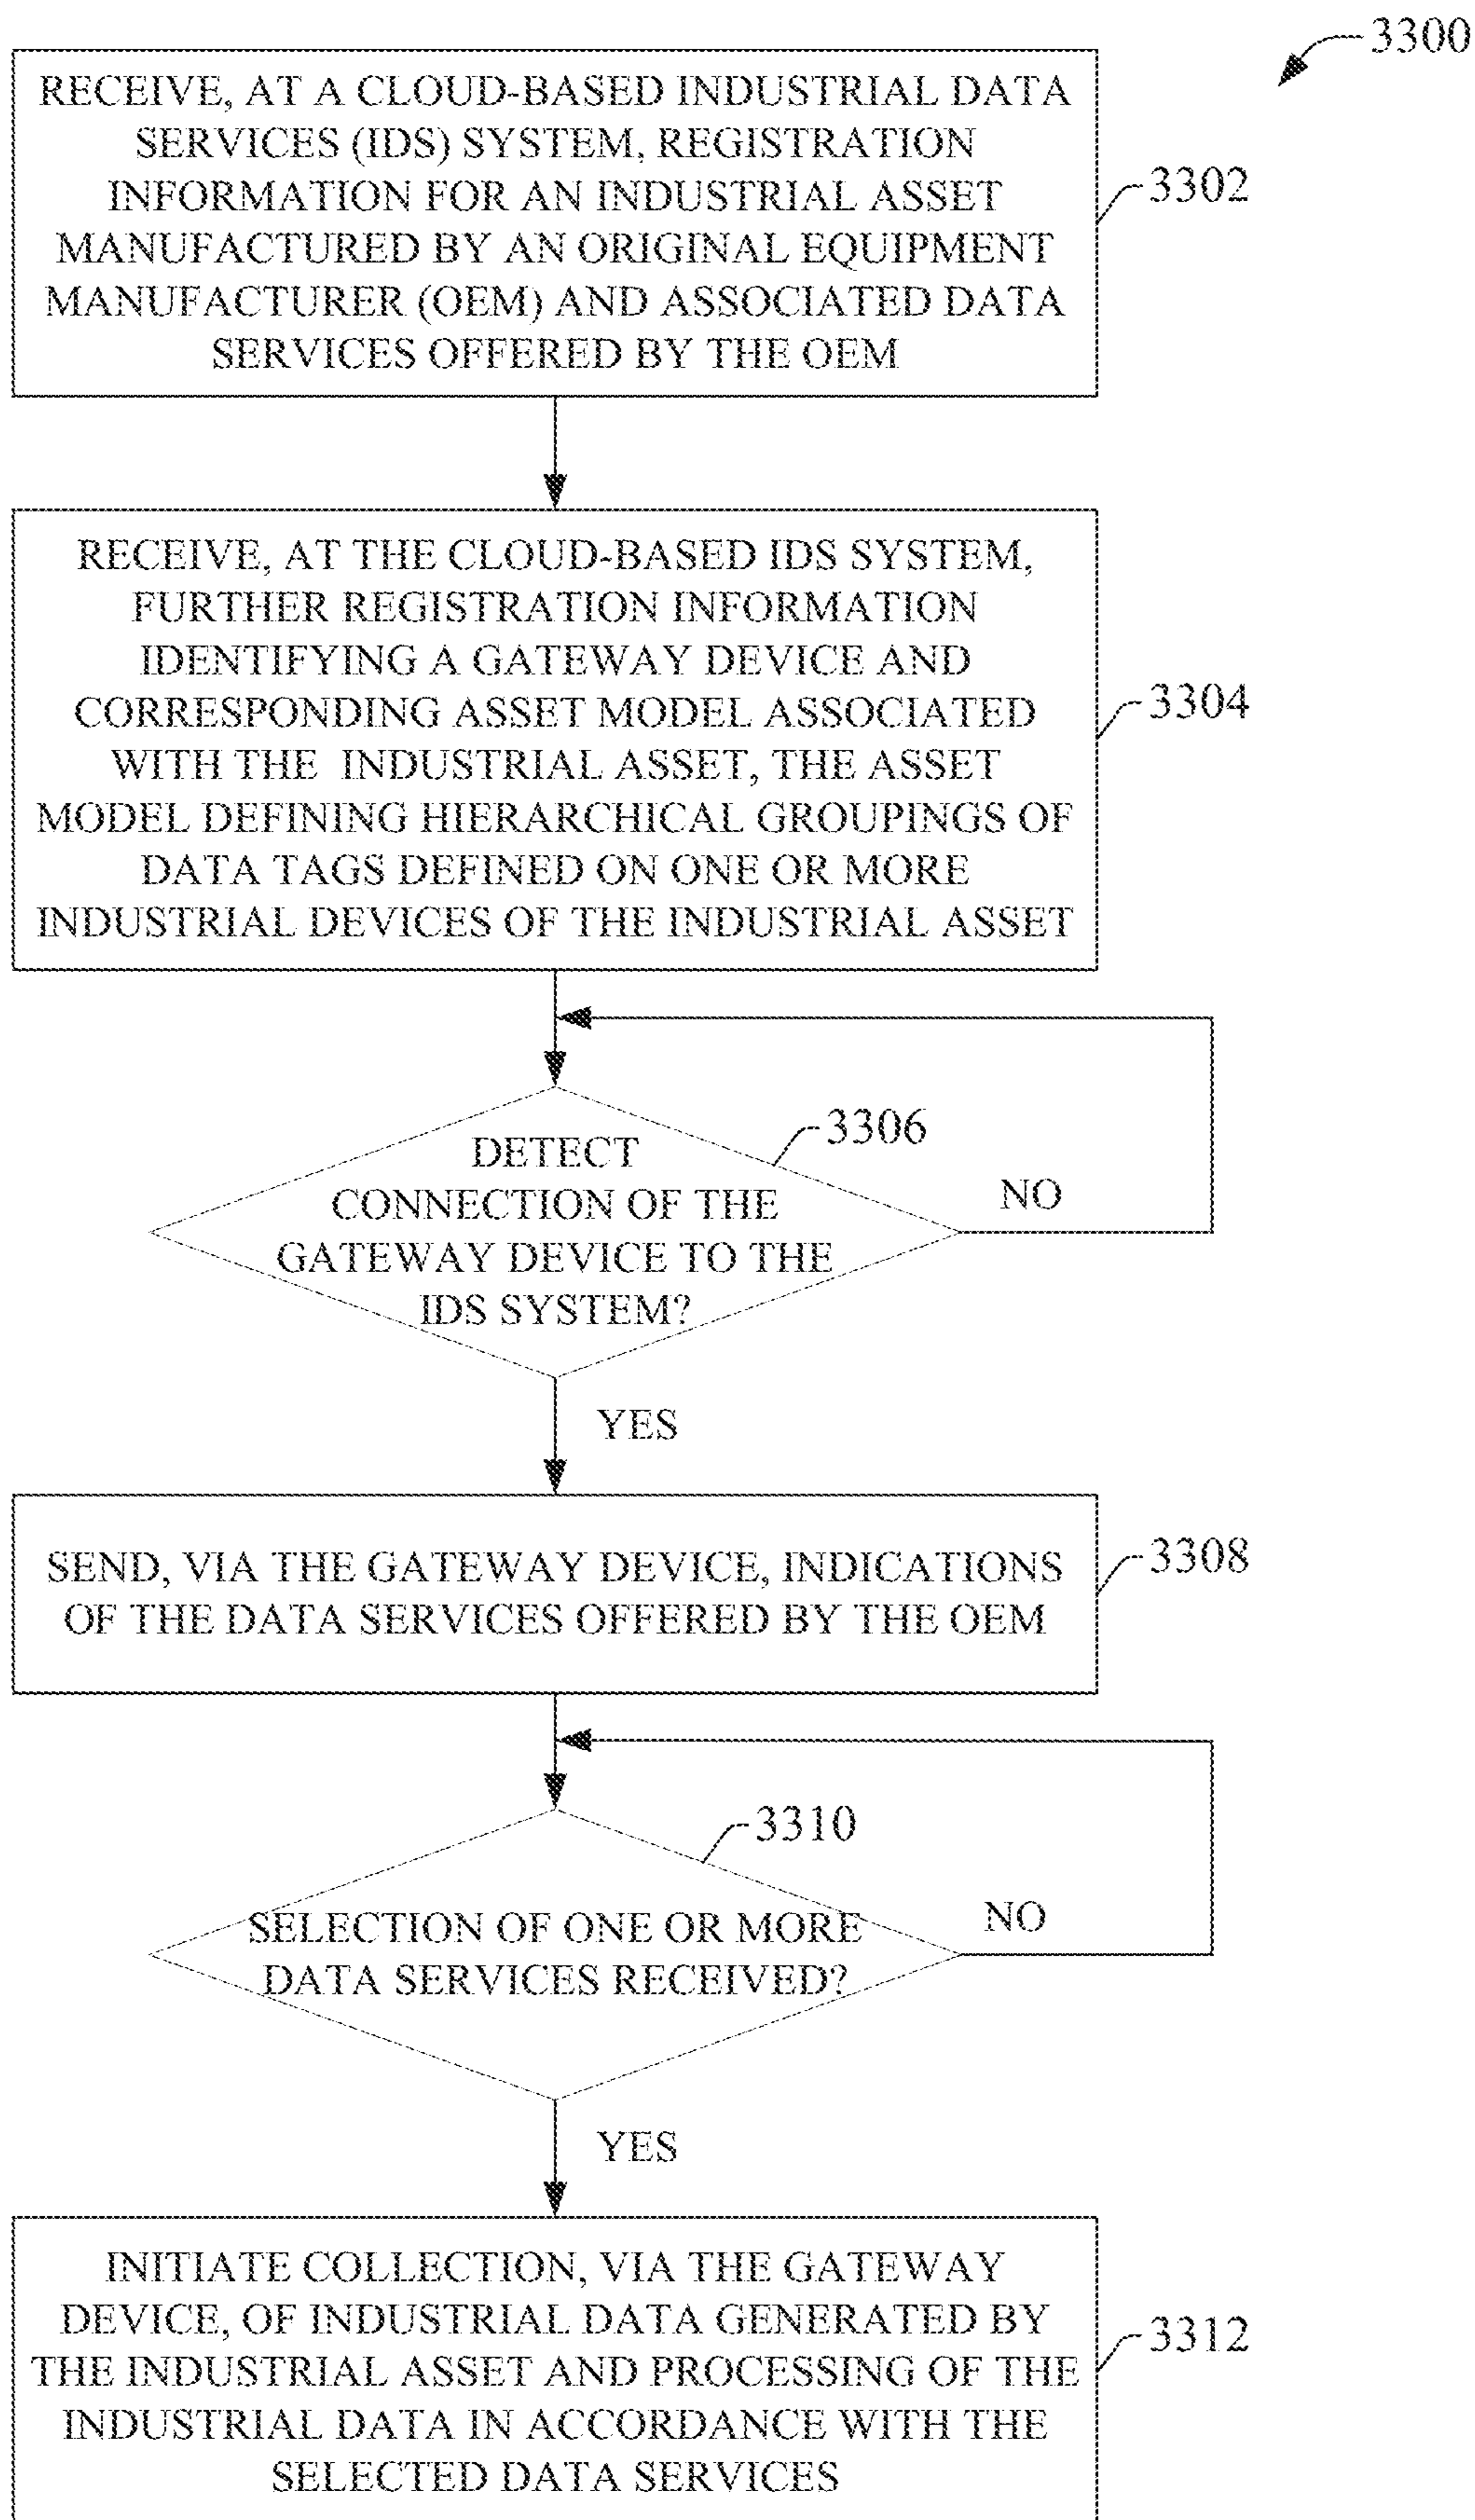 3300
RECEIVE, AT A CLOUD-BASED INDUSTRIAL DATA
SERVICES (IDS) SYSTEM, REGISTRATION
INFORMATION FOR AN INDUSTRIAL ASSET
MANUFACTURED BY AN ORIGINAL EQUIPMENT
MANUFACTURER (OEM) AND ASSOCIATED DATA
SERVICES OFFERED BY THE OEM
3302
RECEIVE, AT THE CLOUD-BASED IDS SYSTEM,
FURTHER REGISTRATION INFORMATION
IDENTIFYING A GATEWAY DEVICE AND
CORRESPONDING ASSET MODEL ASSOCIATED
WITH THE INDUSTRIAL ASSET, THE ASSET
MODEL DEFINING HIERARCHICAL GROUPINGS OF
DATA TAGS DEFINED ON ONE OR MORE
INDUSTRIAL DEVICES OF THE INDUSTRIAL ASSET
3304
3306
DETECT
CONNECTION OF THE
GATEWAY DEVICE TO THE
IDS SYSTEM?
NO
YES
SEND, VIA THE GATEWAY DEVICE, INDICATIONS
OF THE DATA SERVICES OFFERED BY THE OEM
3308
3310
SELECTION OF ONE OR MORE
DATA SERVICES RECEIVED?
NO
YES
INITIATE COLLECTION, VIA THE GATEWAY
DEVICE, OF INDUSTRIAL DATA GENERATED BY
THE INDUSTRIAL ASSET AND PROCESSING OF THE
INDUSTRIAL DATA IN ACCORDANCE WITH THE
SELECTED DATA SERVICES
3312